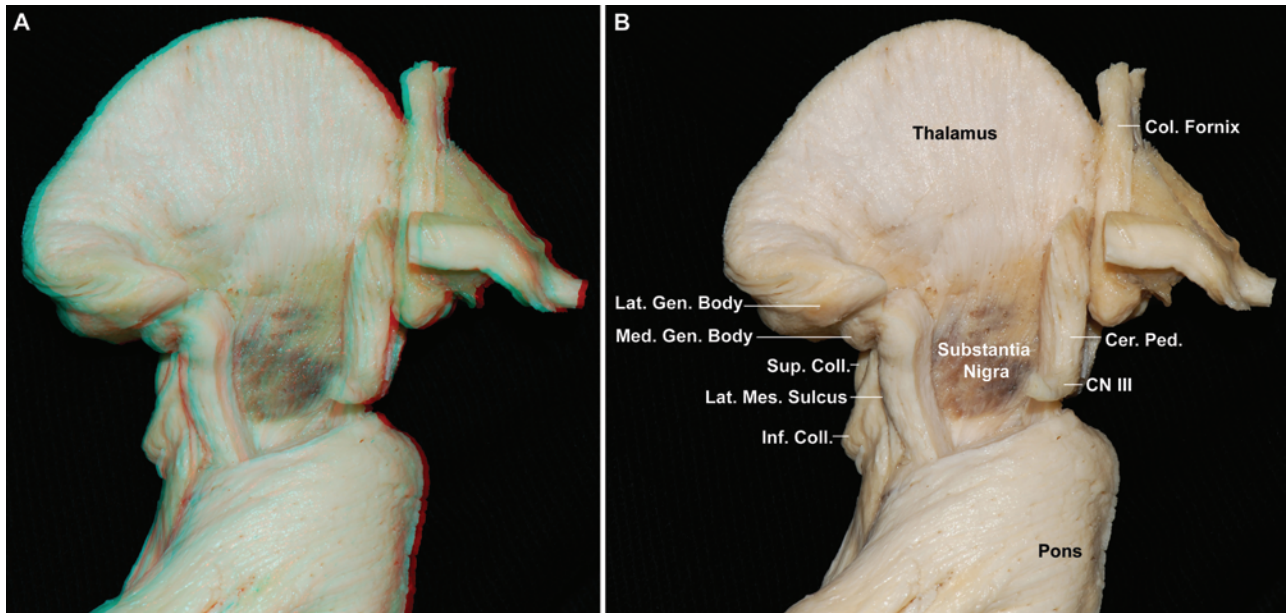 A
B
Thalamus
Col. Fornix
Lat. Gen. Body
Med. Gen. Body
Substantia
Nigra
Cer. Ped.
Sup. Coll.
CN III
Lat. Mes. Sulcus
Inf. Coll.
Pons